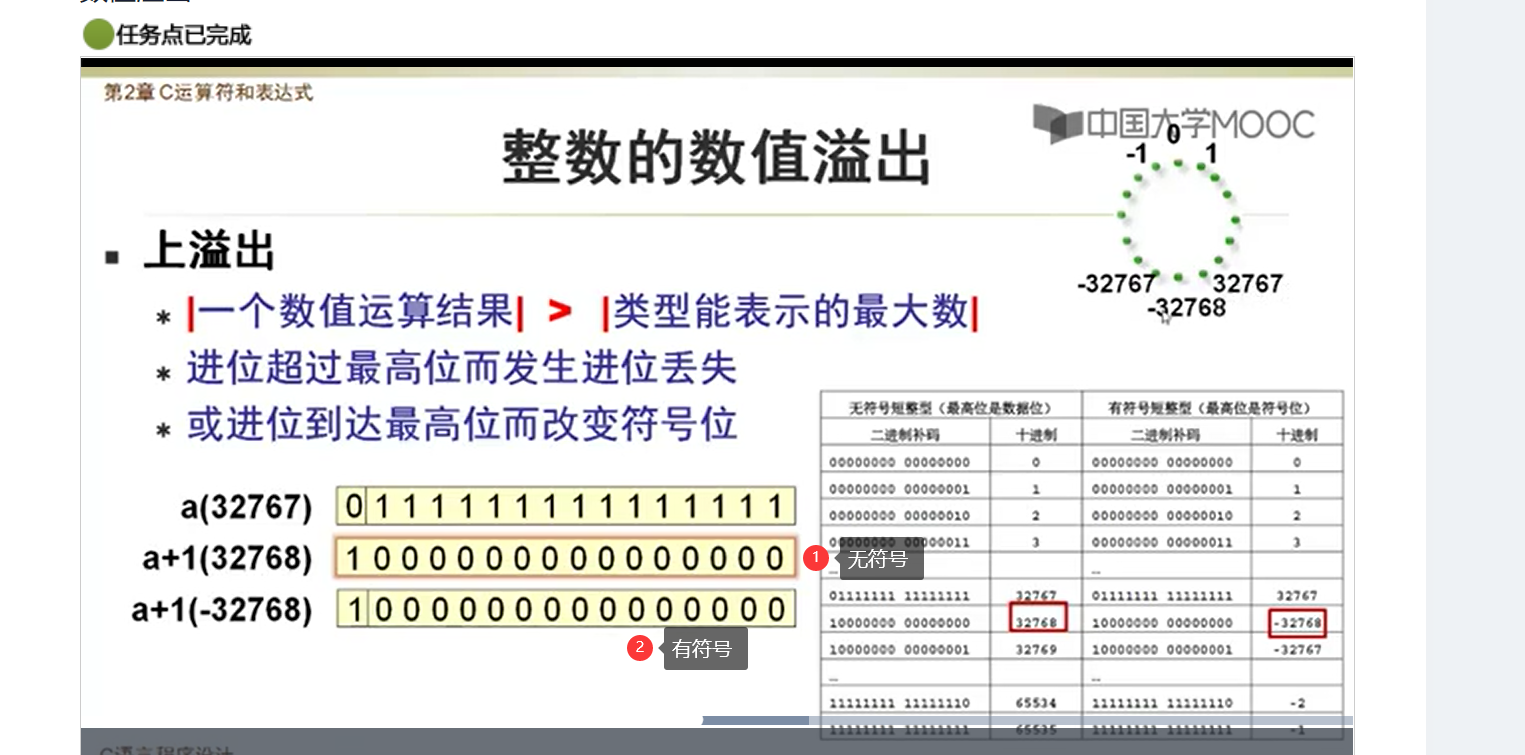 任务点已完成
第2章 C运算符和表达式
中国大学MOOC
整数的数值溢出
0
-1
1
-32767
32767
-32768
上溢出
* |一个数值运算结果| > |类型能表示的最大数|
* 进位超过最高位而发生进位丢失
* 或进位到达最高位而改变符号位
a(32767) 0 1 1 1 1 1 1 1 1 1 1 1 1 1 1 1
a+1(32768) 1 0 0 0 0 0 0 0 0 0 0 0 0 0 0 0
1 无符号
a+1(-32768) 1 0 0 0 0 0 0 0 0 0 0 0 0 0 0 0
2 有符号
无符号短整型（最高位是数据位） 有符号短整型（最高位是符号位）
二进制补码 十进制 二进制补码 十进制
00000000 00000000 0 00000000 00000000 0
00000000 00000001 1 00000000 00000001 1
00000000 00000010 2 00000000 00000010 2
00000000 00000011 3 00000000 00000011 3
… …
01111111 11111111 32767 01111111 11111111 32767
10000000 00000000 32768 10000000 00000000 -32768
10000000 00000001 32769 10000000 00000001 -32767
… …
11111111 11111110 65534 11111111 11111110 -2
11111111 11111111 65535 11111111 11111111 -1